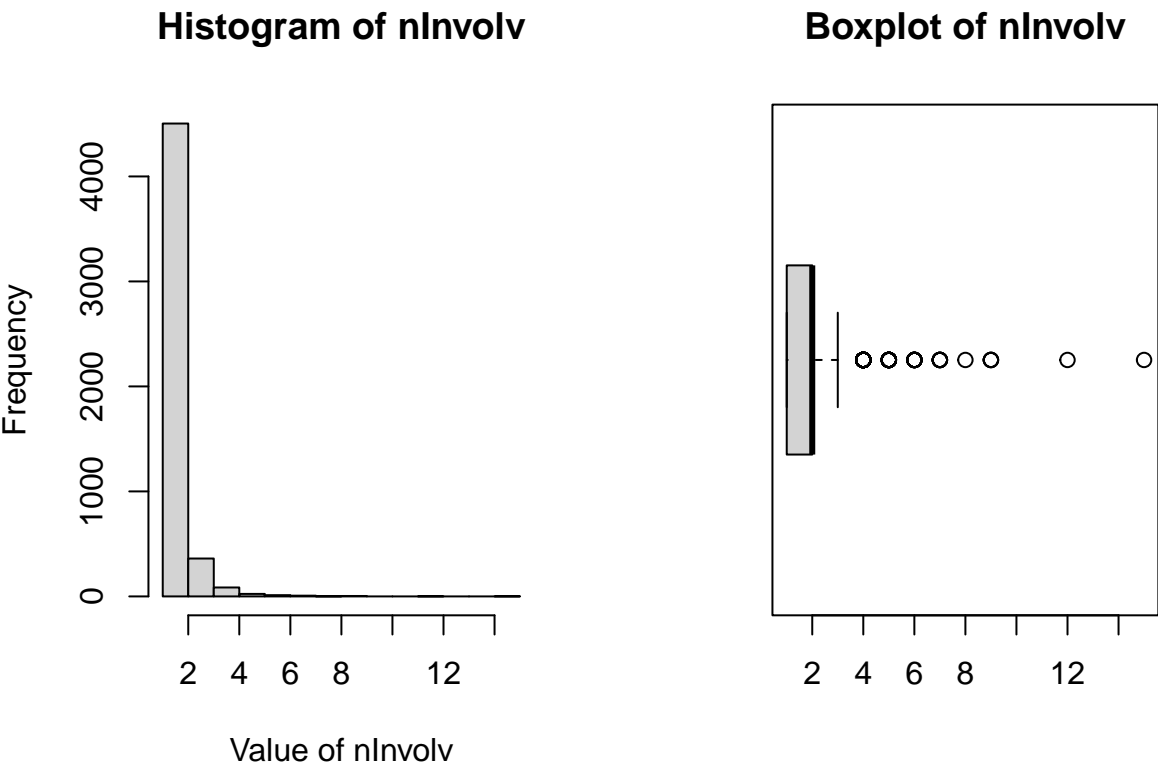 Histogram of nInvolv
Frequency
0 1000 2000 3000 4000
2 4 6 8 12
Value of nInvolv
Boxplot of nInvolv
2 4 6 8 12